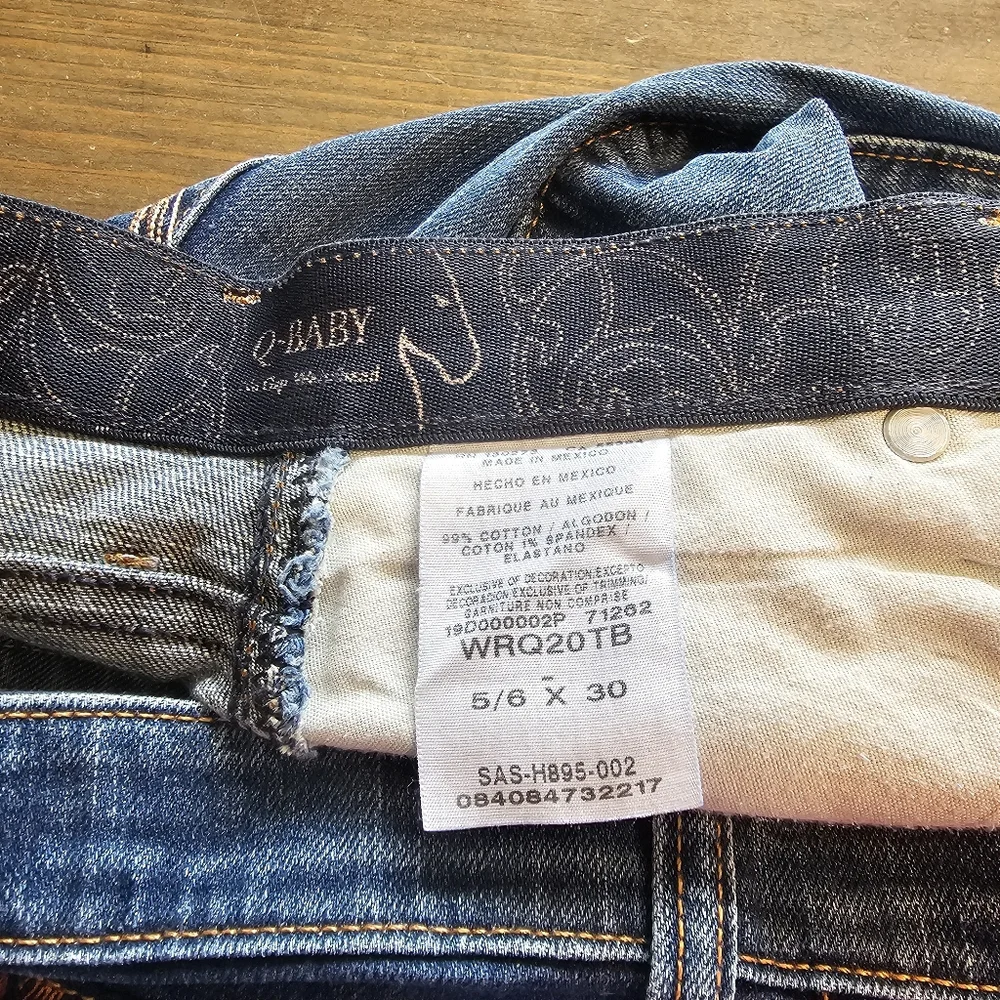 Q-BABY
MADE IN MEXICO
HECHO EN MEXICO
FABRIQUE AU MEXIQUE
99% COTTON / ALGODON /
COTON 1% SPANDEX /
ELASTANO
EXCLUSIVE OF DECORATION:EXCEPTO
DECORACION EXCLUSIVE OF TRIMMING/
GARNITURE NON COMPRISE
19D000002P 71262
WRQ20TB
5/6 X 30
SAS-H895-002
084084732217